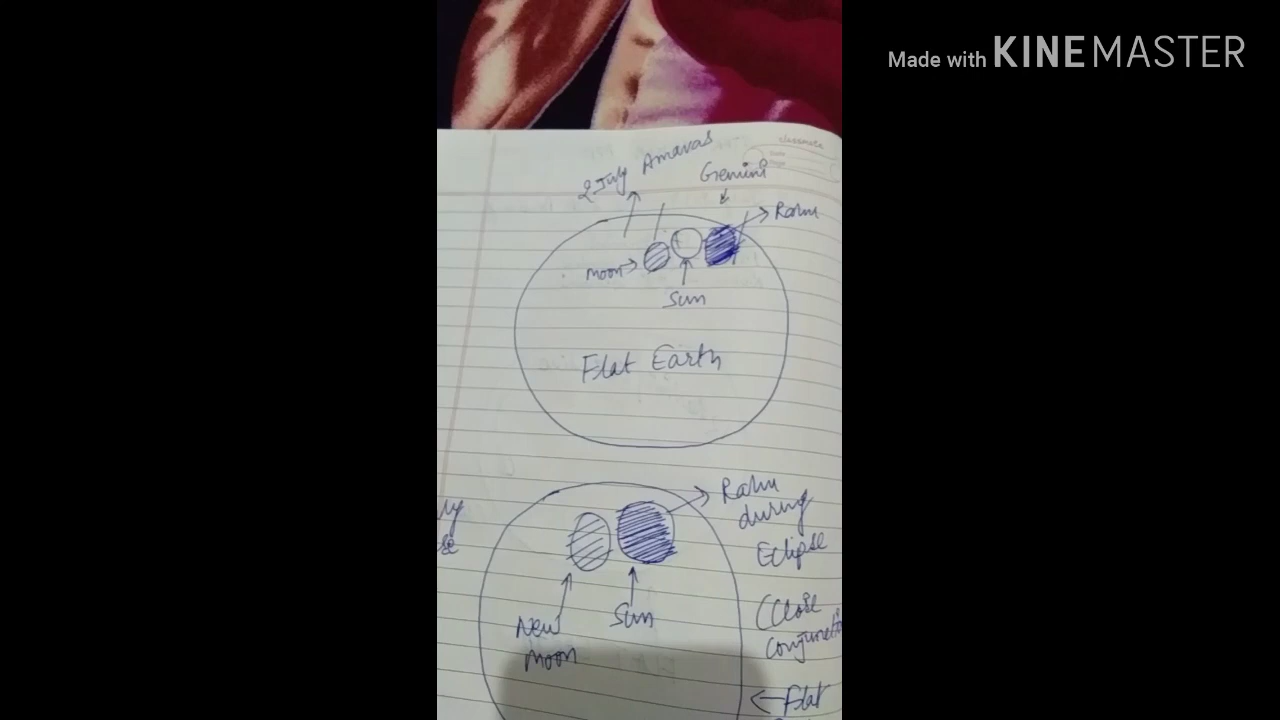 Made with KINEMASTER
classmate
2 July Amavas
Gemini
Rahu
Moon
Sun
Flat Earth
Rahu
during
Eclipse
New
Moon
Sun
(Close
Flat